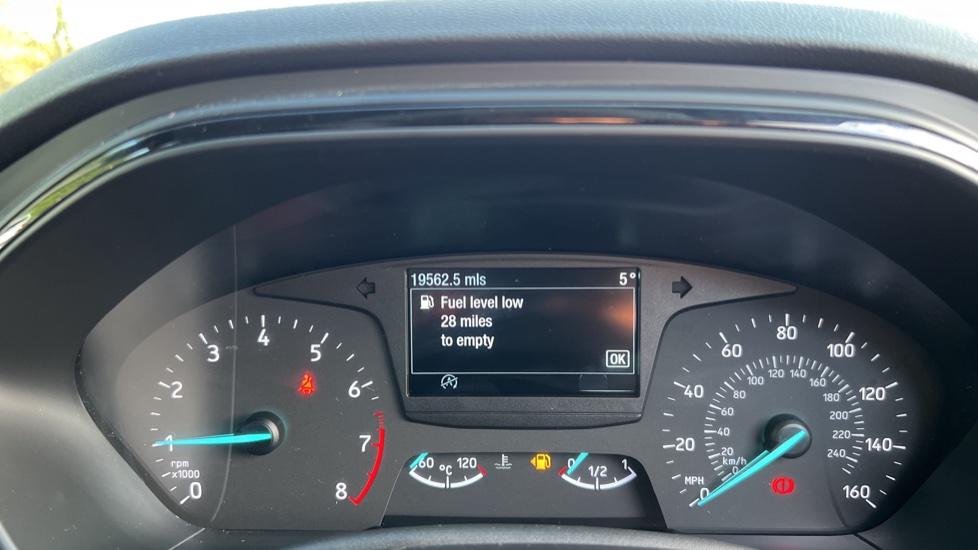 19562.5 mls 5°
Fuel level low
28 miles
to empty
OK
0 1 2 3 4 5 6 7 8
rpm
x1000
60 °C 120
0 1/2 1
0 20 40 60 80 100 120 140 160
MPH
0 20 40 60 80 100 120 140 160 180 200 220 240
km/h